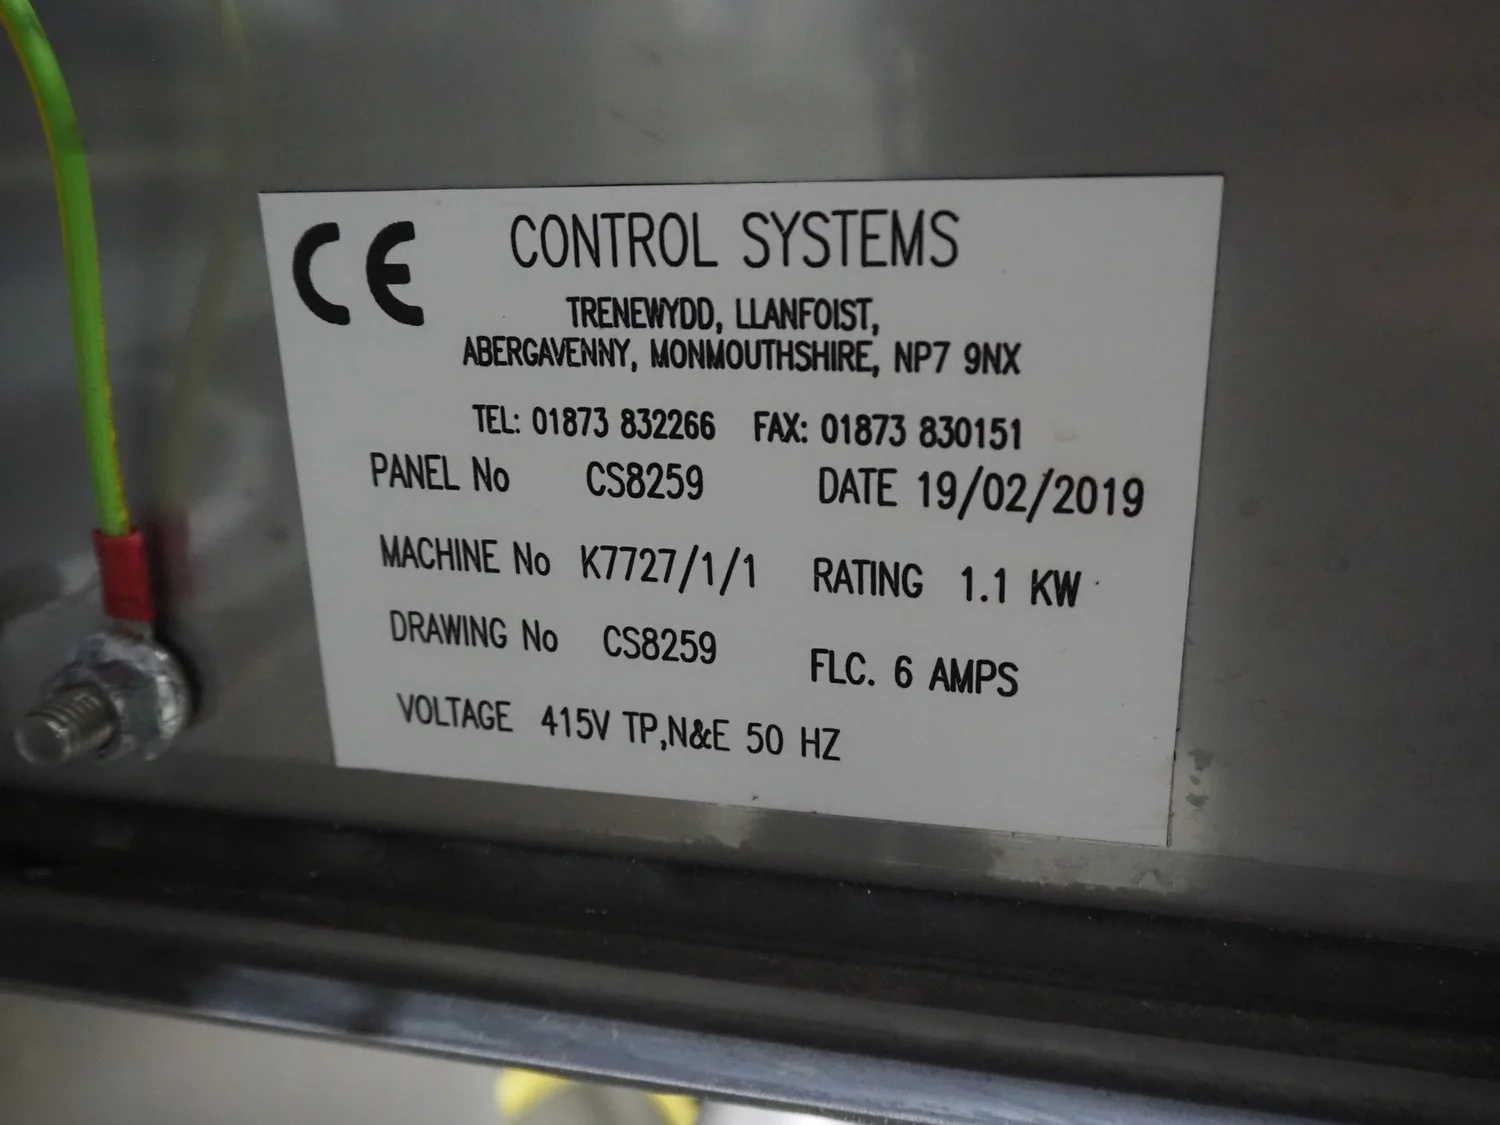 CE CONTROL SYSTEMS
TRENEWYDD, LLANFOIST,
ABERGAVENNY, MONMOUTHSHIRE, NP7 9NX
TEL: 01873 832266 FAX: 01873 830151
PANEL No CS8259 DATE 19/02/2019
MACHINE No K7727/1/1 RATING 1.1 KW
DRAWING No CS8259 FLC. 6 AMPS
VOLTAGE 415V TP,N&E 50 HZ